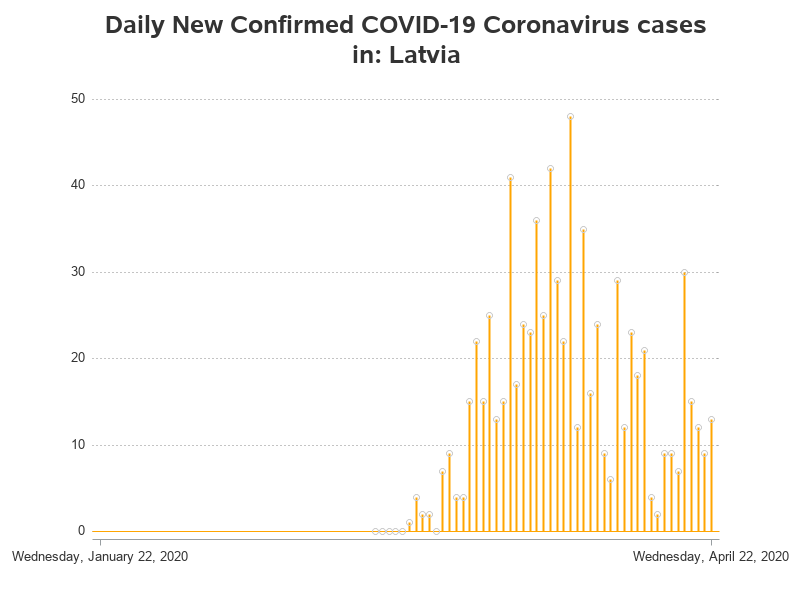 Daily New Confirmed COVID-19 Coronavirus cases
in: Latvia
50
40
30
20
10
0
Wednesday, January 22, 2020 Wednesday, April 22, 2020